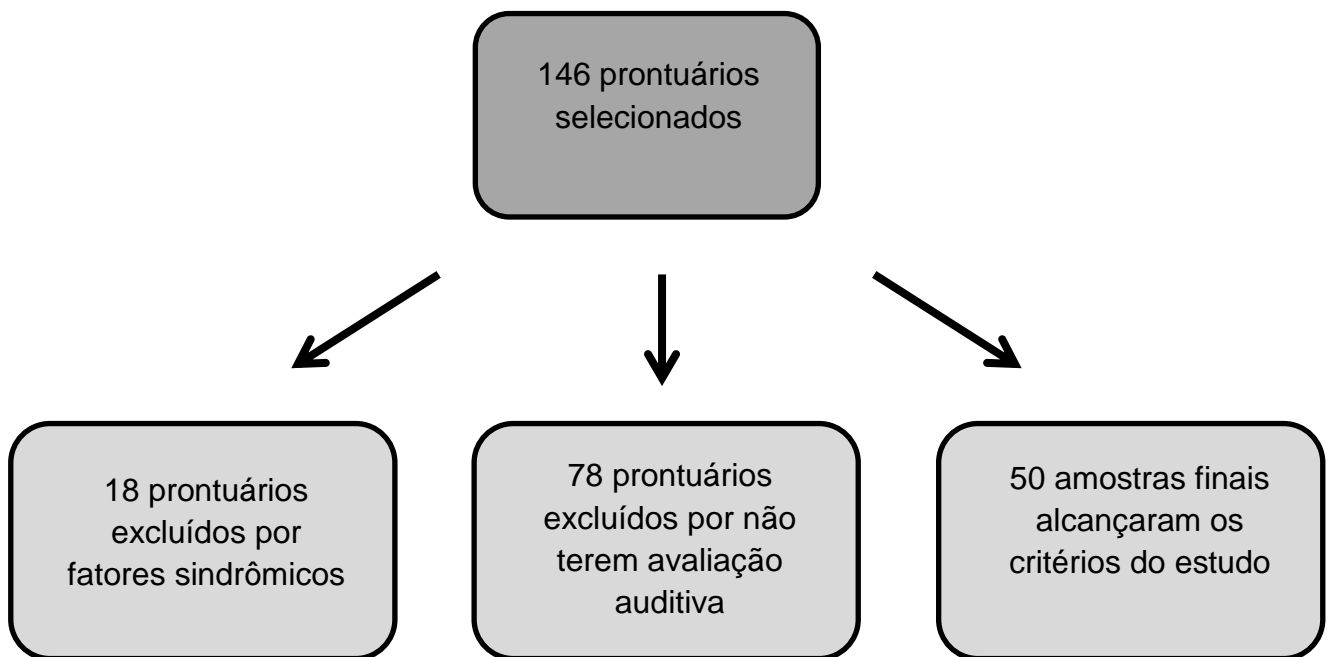 146 prontuários
selecionados
18 prontuários
excluídos por
fatores sindrômicos
78 prontuários
excluídos por não
terem avaliação
auditiva
50 amostras finais
alcançaram os
critérios do estudo